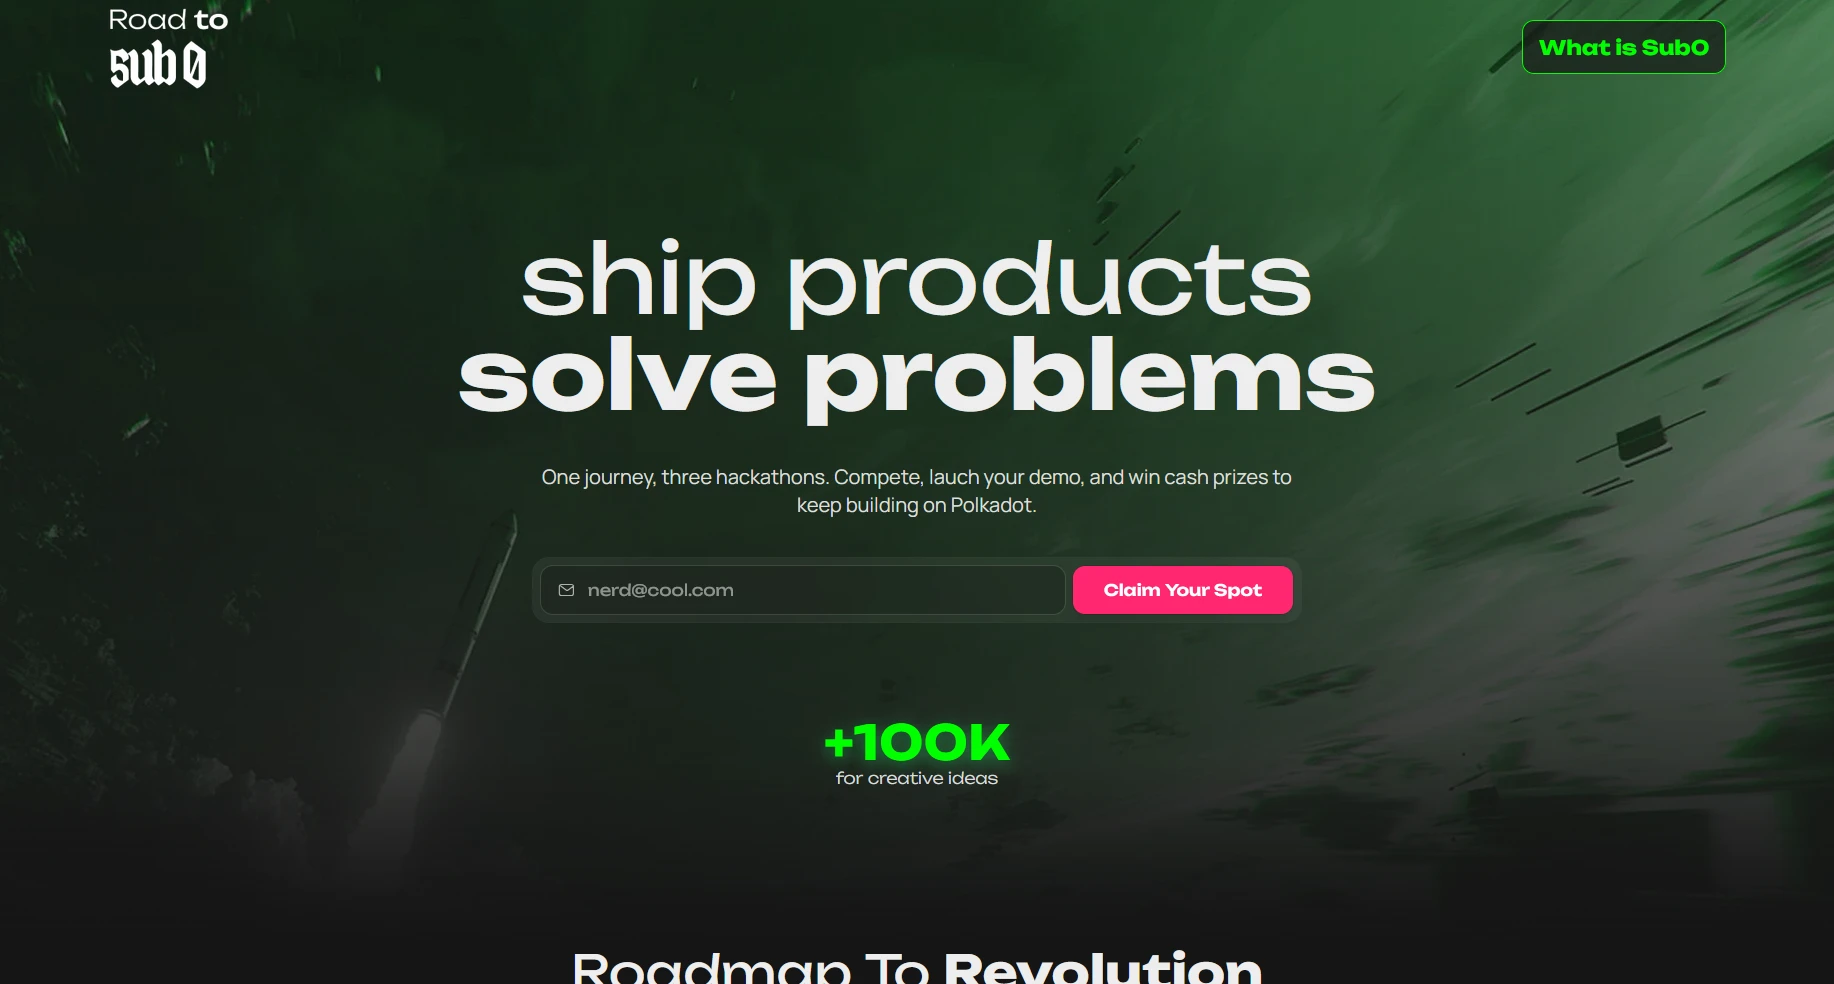 Road to
sub0
What is Sub0
ship products
solve problems
One journey, three hackathons. Compete, lauch your demo, and win cash prizes to
keep building on Polkadot.
nerd@cool.com
Claim Your Spot
+100K
for creative ideas
Roadmap To Revolution